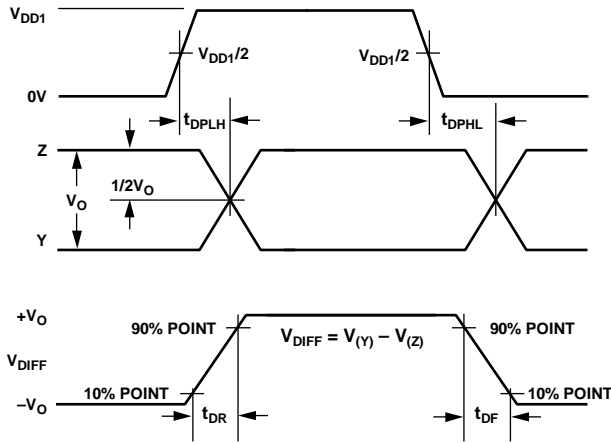 VDD1
VDD1/2
VDD1/2
0V
tDPLH
tDPHL
Z
VO
1/2VO
Y
+VO
90% POINT
VDIFF = V(Y) – V(Z)
90% POINT
VDIFF
10% POINT
10% POINT
–VO
tDR
tDF